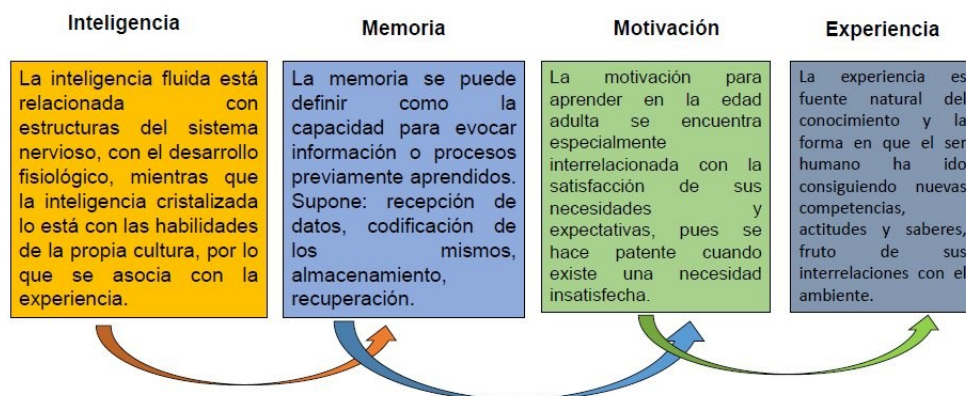 Inteligencia
Memoria
Motivación
Experiencia
La inteligencia fluida está
relacionada con
estructuras del sistema
nervioso, con el desarrollo
fisiológico, mientras que
la inteligencia cristalizada
lo está con las habilidades
de la propia cultura, por lo
que se asocia con la
experiencia.
La memoria se puede
definir como la
capacidad para evocar
información o procesos
previamente aprendidos.
Supone: recepción de
datos, codificación de
los mismos,
almacenamiento,
recuperación.
La motivación para
aprender en la edad
adulta se encuentra
especialmente
interrelacionada con la
satisfacción de sus
necesidades y
expectativas, pues se
hace patente cuando
existe una necesidad
insatisfecha.
La experiencia es
fuente natural del
conocimiento y la
forma en que el ser
humano ha ido
consiguiendo nuevas
competencias,
actitudes y saberes,
fruto de sus
interrelaciones con el
ambiente.